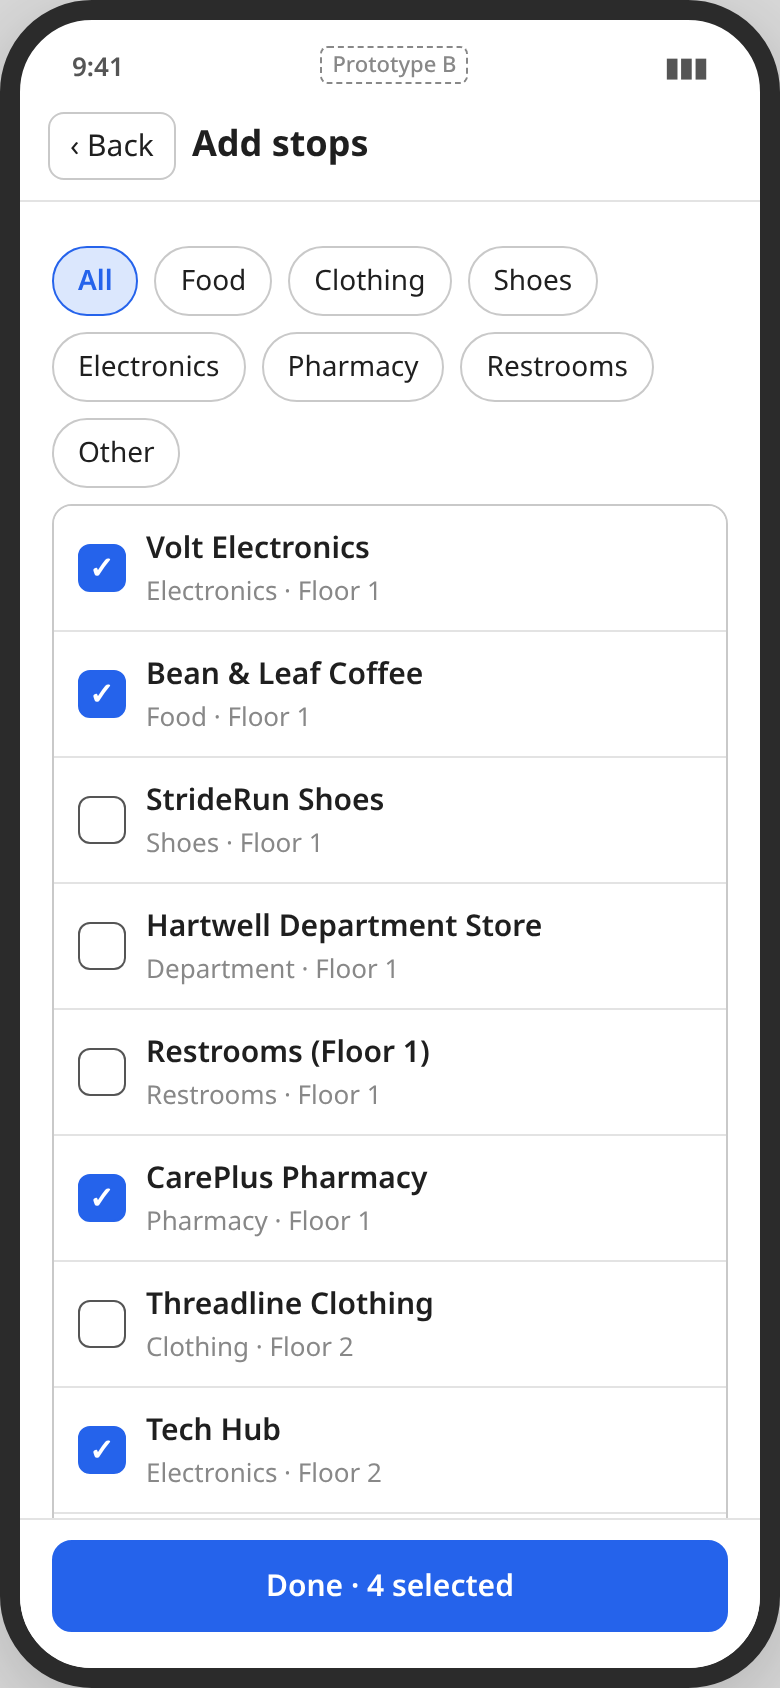 9:41 Prototype B
‹ Back Add stops
All Food Clothing Shoes
Electronics Pharmacy Restrooms
Other
✓ Volt Electronics
Electronics · Floor 1
✓ Bean & Leaf Coffee
Food · Floor 1
StrideRun Shoes
Shoes · Floor 1
Hartwell Department Store
Department · Floor 1
Restrooms (Floor 1)
Restrooms · Floor 1
✓ CarePlus Pharmacy
Pharmacy · Floor 1
Threadline Clothing
Clothing · Floor 2
✓ Tech Hub
Electronics · Floor 2
Done · 4 selected